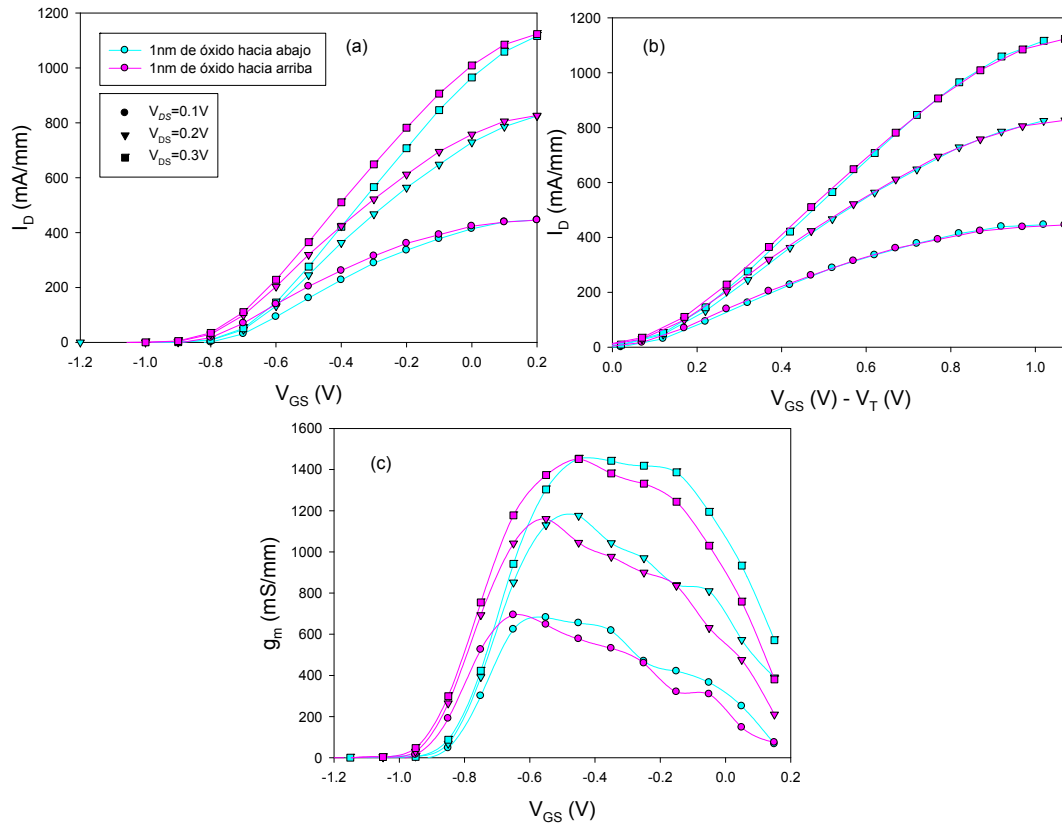 1200
1000
800
600
400
200
0
I_D (mA/mm)
(a)
1nm de óxido hacia abajo
1nm de óxido hacia arriba
V_DS=0.1V
V_DS=0.2V
V_DS=0.3V
-1.2 -1.0 -0.8 -0.6 -0.4 -0.2 0.0 0.2
V_GS (V)
1200
1000
800
600
400
200
0
I_D (mA/mm)
(b)
0.0 0.2 0.4 0.6 0.8 1.0
V_GS (V) - V_T (V)
1600
1400
1200
1000
800
600
400
200
0
g_m (mS/mm)
(c)
-1.2 -1.0 -0.8 -0.6 -0.4 -0.2 0.0 0.2
V_GS (V)